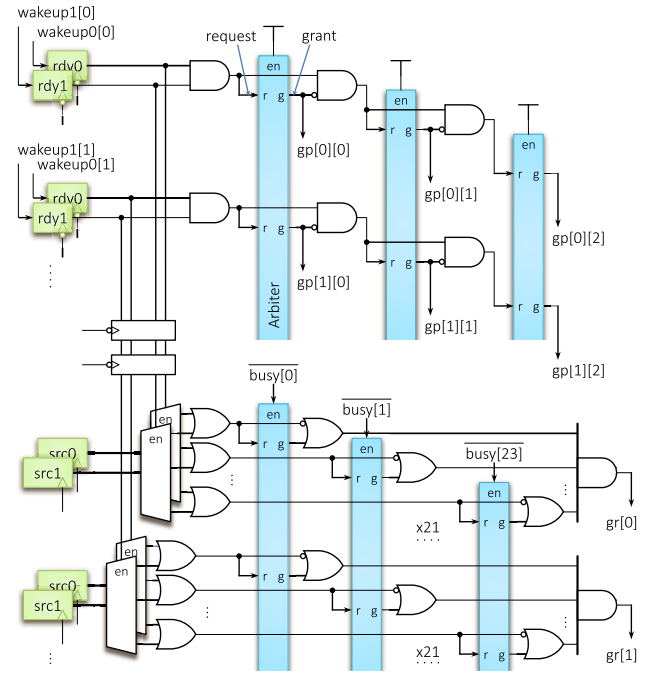 wakeup1[0]
wakeup0[0]
request
grant
rdy0
en
rdy1
r g
en
r g
en
gp[0][0]
wakeup1[1]
wakeup0[1]
r g
gp[0][1]
rdy0
rdy1
r g
gp[0][2]
r g
gp[1][0]
Arbiter
r g
gp[1][1]
gp[1][2]
busy[0]
busy[1]
en
en
en
busy[23]
r g
src0
en
src1
r g
en
r g
x21
gr[0]
en
en
r g
src0
src1
r g
x21
r g
gr[1]